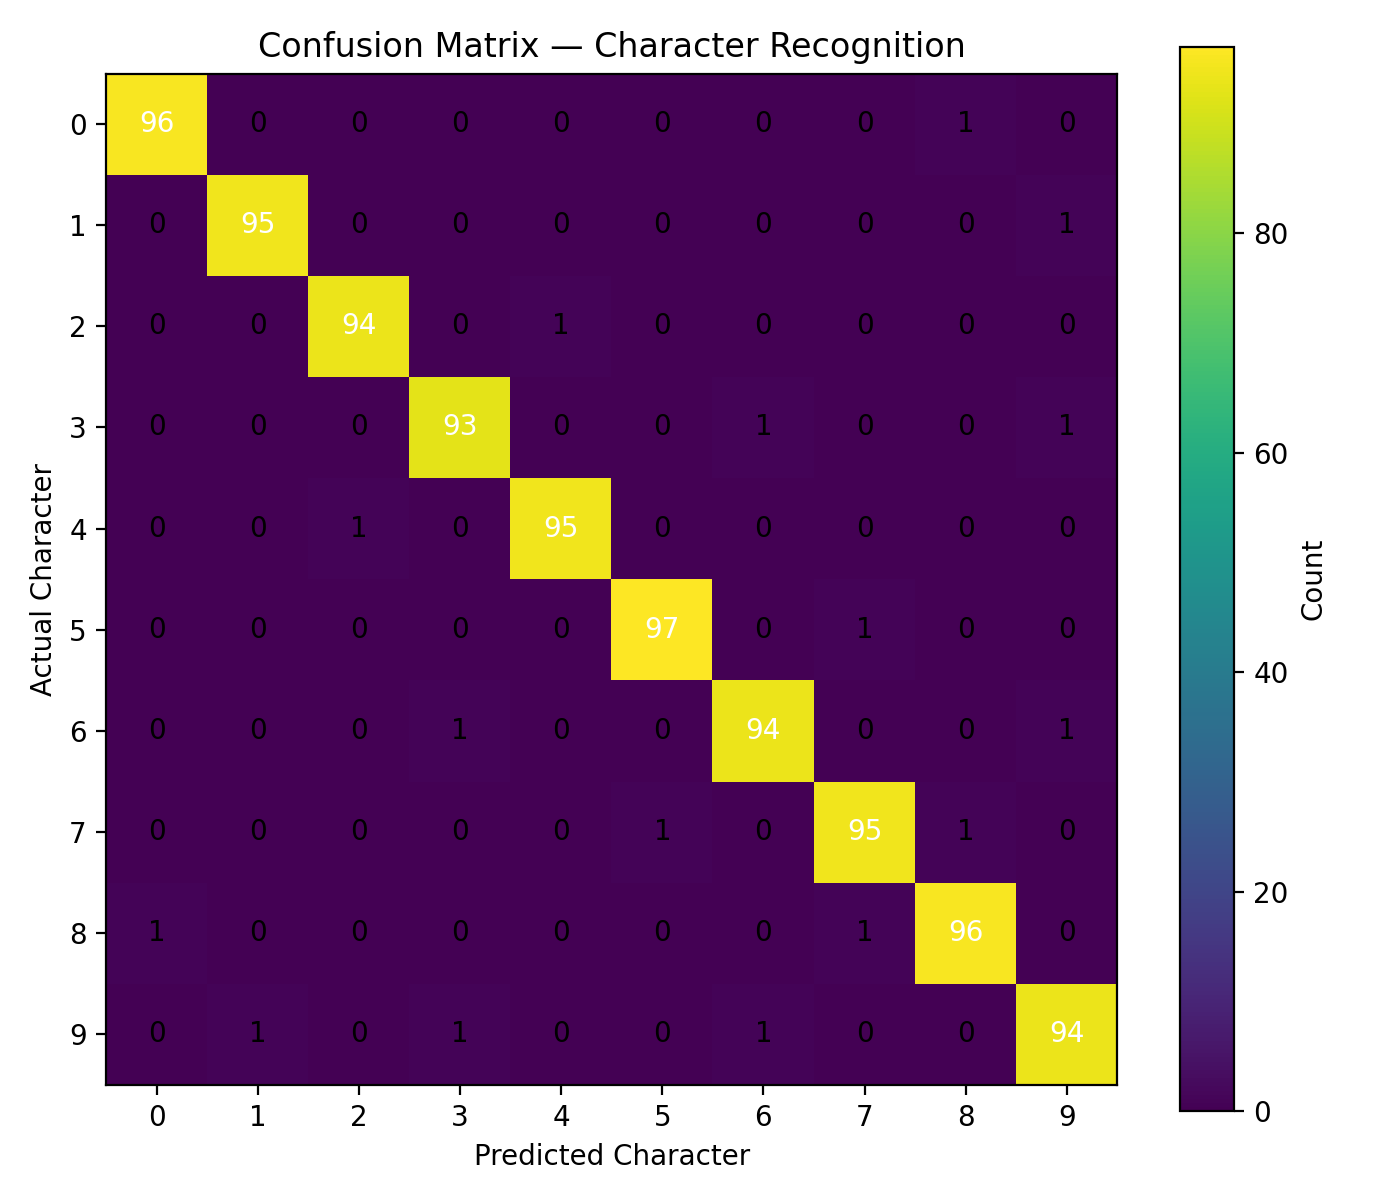 Confusion Matrix — Character Recognition
0 96 0 0 0 0 0 0 0 1 0
1 0 95 0 0 0 0 0 0 0 1
2 0 0 94 0 1 0 0 0 0 0
3 0 0 0 93 0 0 1 0 0 1
4 0 0 1 0 95 0 0 0 0 0
5 0 0 0 0 0 97 0 1 0 0
6 0 0 0 1 0 0 94 0 0 1
7 0 0 0 0 0 1 0 95 1 0
8 1 0 0 0 0 0 0 1 96 0
9 0 1 0 1 0 0 1 0 0 94
0 1 2 3 4 5 6 7 8 9
Predicted Character
Actual Character
80
60
40
20
0
Count